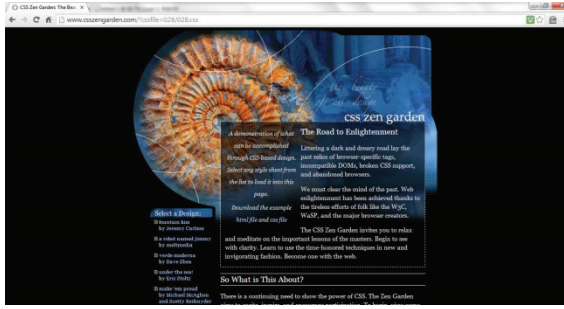 CSS Zen Garden: The Bea
www.csszengarden.com/?cssfile=028/028.css
the beauty
of css design
css zen garden
A demonstration of what
can be accomplished
through CSS-based design.
Select any style sheet from
the list to load it into this
page.
Download the example
html file and css file
The Road to Enlightenment
Littering a dark and dreary road lay the
past relics of browser-specific tags,
incompatible DOMs, broken CSS support,
and abandoned browsers.
We must clear the mind of the past. Web
enlightenment has been achieved thanks to
the tireless efforts of folk like the W3C,
WaSP, and the major browser creators.
The CSS Zen Garden invites you to relax
and meditate on the important lessons of the masters. Begin to see
with clarity. Learn to use the time honored techniques in new and
invigorating fashion. Become one with the web.
Select a Design:
fountain kiss
by Jeremy Carlson
a robot named jimmy
by meltmedia
verde moderna
by Dave Shea
under the sea!
by Eric Stoltz
make 'em proud
by Michael McAghon
and Scotty Reifsnyder
So What is This About?
There is a continuing need to show the power of CSS. The Zen Garden